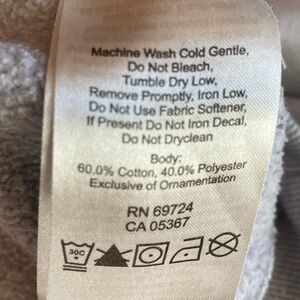 Machine Wash Cold Gentle,
Do Not Bleach,
Tumble Dry Low,
Remove Promptly, Iron Low,
Do Not Use Fabric Softener,
If Present Do Not Iron Decal,
Do Not Dryclean
Body:
60.0% Cotton, 40.0% Polyester
Exclusive of Ornamentation
RN 69724
CA 05367
30C